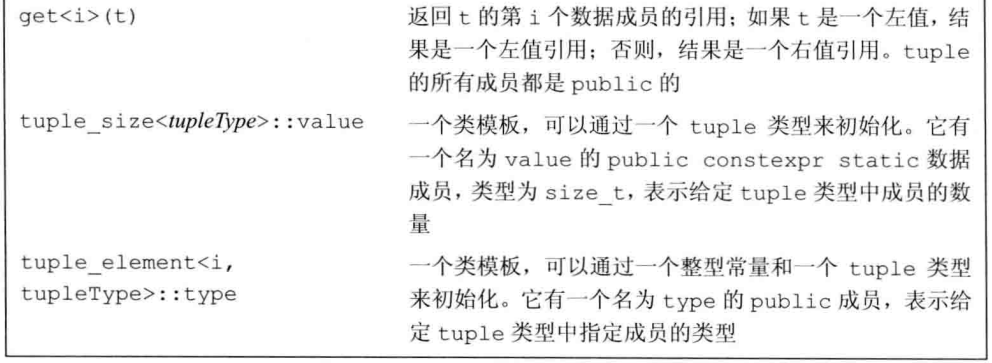 get<i>(t) 返回 t 的第 i 个数据成员的引用；如果 t 是一个左值，结
果是一个左值引用；否则，结果是一个右值引用。tuple
的所有成员都是 public 的
tuple_size<tupleType>::value 一个类模板，可以通过一个 tuple 类型来初始化。它有
一个名为 value 的 public constexpr static 数据
成员，类型为 size_t，表示给定 tuple 类型中成员的数
量
tuple_element<i, 一个类模板，可以通过一个整型常量和一个 tuple 类型
tupleType>::type 来初始化。它有一个名为 type 的 public 成员，表示给
定 tuple 类型中指定成员的类型